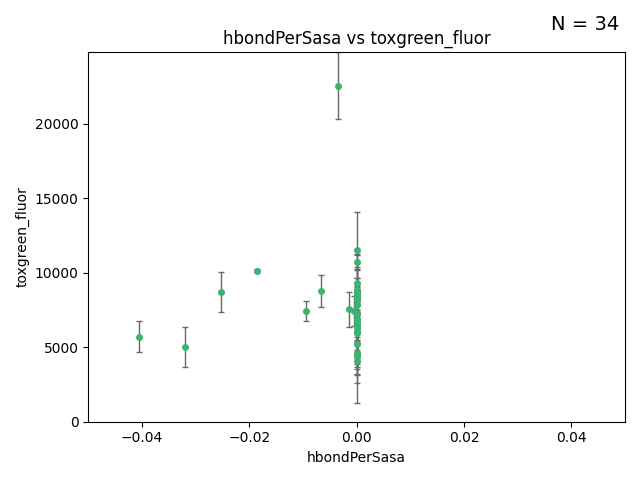 N = 34
hbondPerSasa vs toxgreen_fluor
toxgreen_fluor
20000
15000
10000
5000
0
−0.04
−0.02
0.00
0.02
0.04
hbondPerSasa